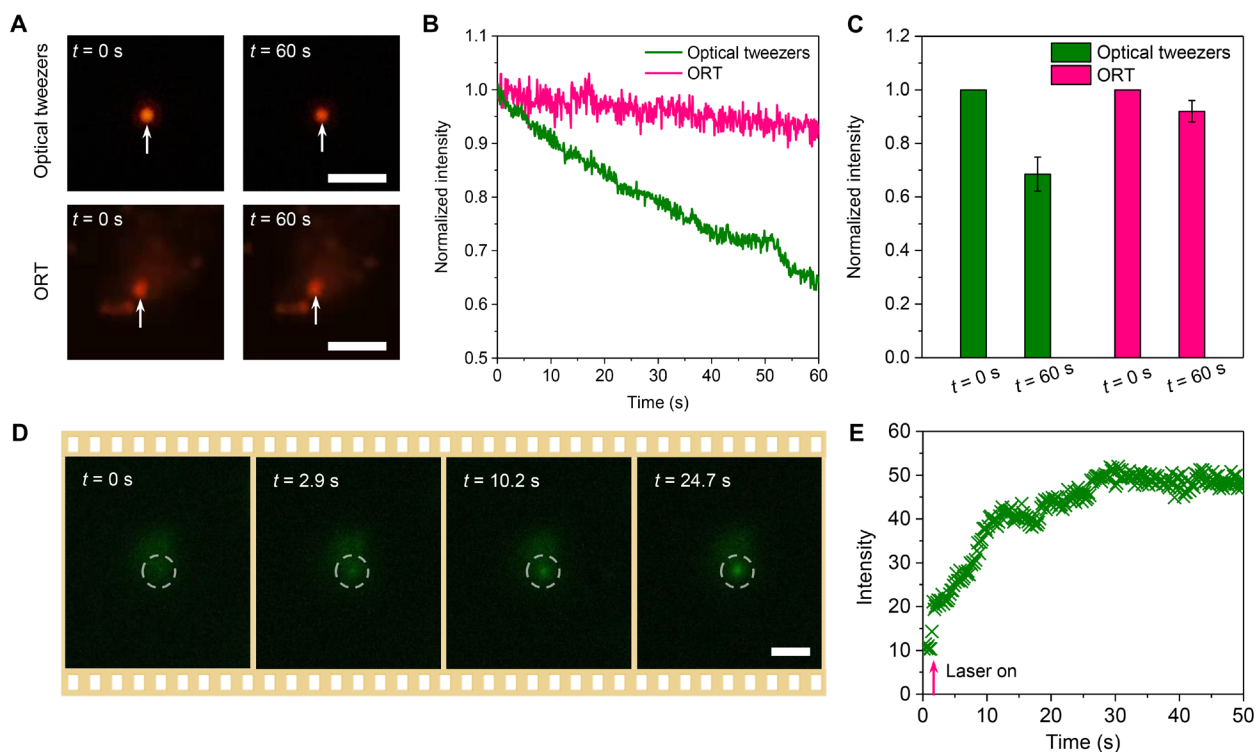 A
Optical tweezers
t = 0 s
t = 60 s
ORT
t = 0 s
t = 60 s
B
Normalized intensity
1.1
1.0
0.9
0.8
0.7
0.6
0.5
Optical tweezers
ORT
0 10 20 30 40 50 60
Time (s)
C
Normalized intensity
1.2
1.0
0.8
0.6
0.4
0.2
0.0
Optical tweezers
ORT
t = 0 s
t = 60 s
t = 0 s
t = 60 s
D
t = 0 s
t = 2.9 s
t = 10.2 s
t = 24.7 s
E
Intensity
60
50
40
30
20
10
0
Laser on
0 10 20 30 40 50
Time (s)